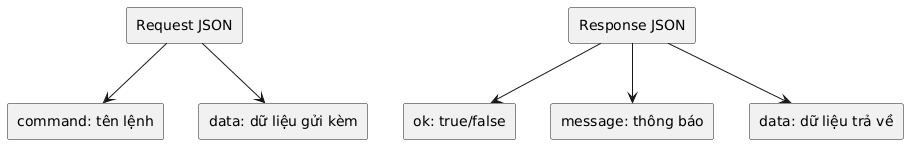 Request JSON
Response JSON
command: tên lệnh
data: dữ liệu gửi kèm
ok: true/false
message: thông báo
data: dữ liệu trả về